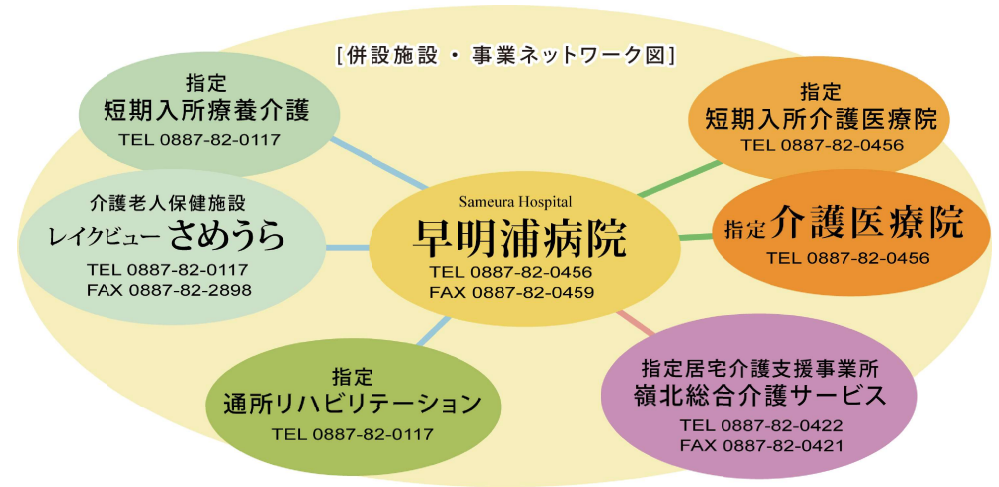 [併設施設 ・ 事業ネットワーク図]
指定
短期入所療養介護
TEL 0887-82-0117
指定
短期入所介護医療院
TEL 0887-82-0456
介護老人保健施設
レイクビュー さめうら
TEL 0887-82-0117
FAX 0887-82-2898
Sameura Hospital
早明浦病院
TEL 0887-82-0456
FAX 0887-82-0459
指定 介護医療院
TEL 0887-82-0456
指定
通所リハビリテーション
TEL 0887-82-0117
指定居宅介護支援事業所
嶺北総合介護サービス
TEL 0887-82-0422
FAX 0887-82-0421